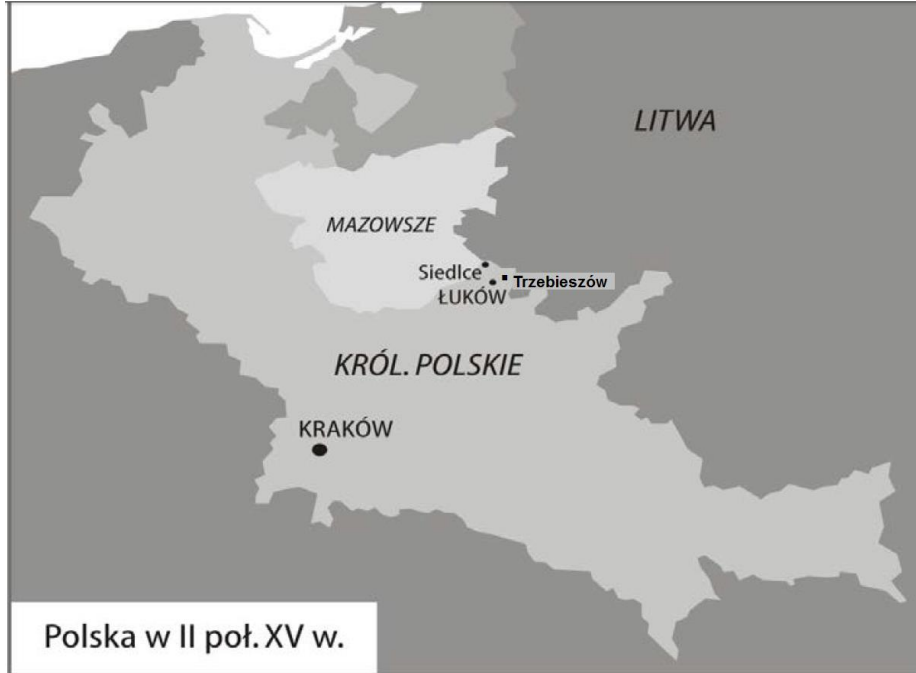 LITWA
MAZOWSZE
Siedlce
Trzebieszów
ŁUKÓW
KRÓL. POLSKIE
KRAKÓW
Polska w II poł. XV w.